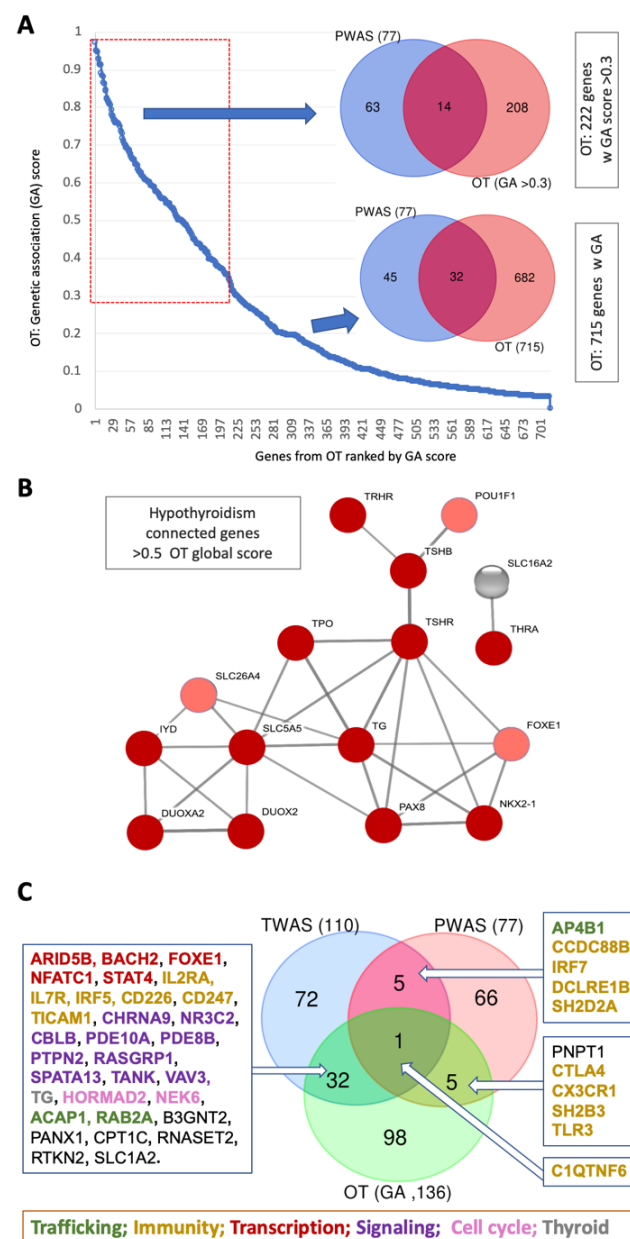 A
1
0.9
0.8
0.7
0.6
0.5
0.4
0.3
0.2
0.1
0
OT: Genetic association (GA) score
1
29
57
85
113
141
169
197
225
253
281
309
337
365
393
421
449
477
505
533
561
589
617
645
673
701
Genes from OT ranked by GA score
PWAS (77)
63
14
208
OT (GA >0.3)
OT: 222 genes
w GA score >0.3
PWAS (77)
45
32
682
OT (715)
OT: 715 genes w GA
B
Hypothyroidism
connected genes
>0.5 OT global score
TRHR
POU1F1
TSHB
SLC16A2
TPO
TSHR
THRA
SLC26A4
IYD
SLC5A5
TG
FOXE1
DUOXA2
DUOX2
PAX8
NKX2-1
C
TWAS (110)
PWAS (77)
72
5
66
1
32
5
98
OT (GA ,136)
ARID5B, BACH2, FOXE1,
NFATC1, STAT4, IL2RA,
IL7R, IRF5, CD226, CD247,
TICAM1, CHRNA9, NR3C2,
CBLB, PDE10A, PDE8B,
PTPN2, RASGRP1,
SPATA13, TANK, VAV3,
TG, HORMAD2, NEK6,
ACAP1, RAB2A, B3GNT2,
PANX1, CPT1C, RNASET2,
RTKN2, SLC1A2.
AP4B1
CCDC88B
IRF7
DCLRE1B
SH2D2A
PNPT1
CTLA4
CX3CR1
SH2B3
TLR3
C1QTNF6
Trafficking; Immunity; Transcription; Signaling; Cell cycle; Thyroid